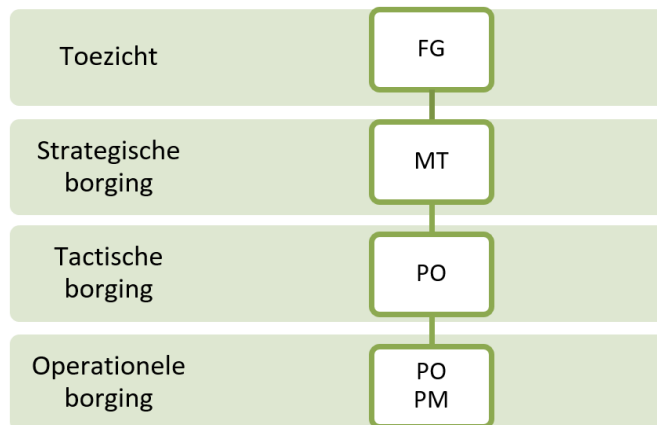 Toezicht
FG
Strategische
borging
MT
Tactische
borging
PO
Operationele
borging
PO
PM